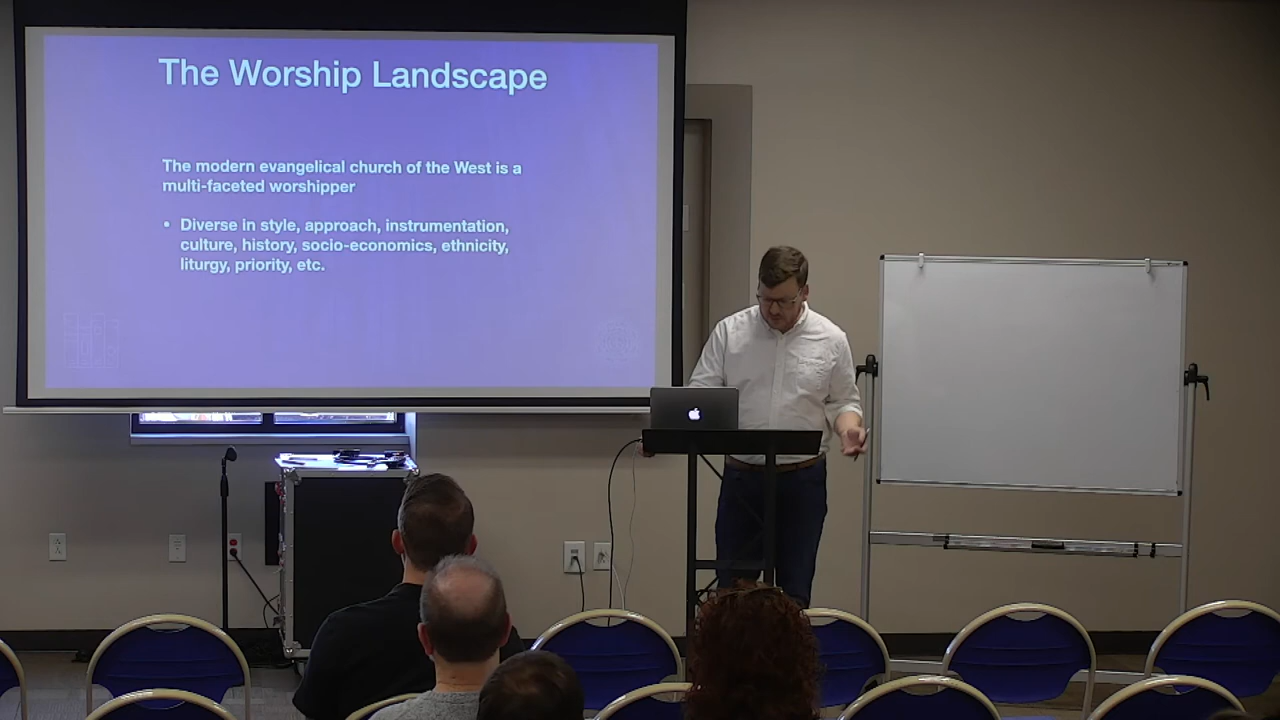 The Worship Landscape
The modern evangelical church of the West is a
multi-faceted worshipper
• Diverse in style, approach, instrumentation,
culture, history, socio-economics, ethnicity,
liturgy, priority, etc.